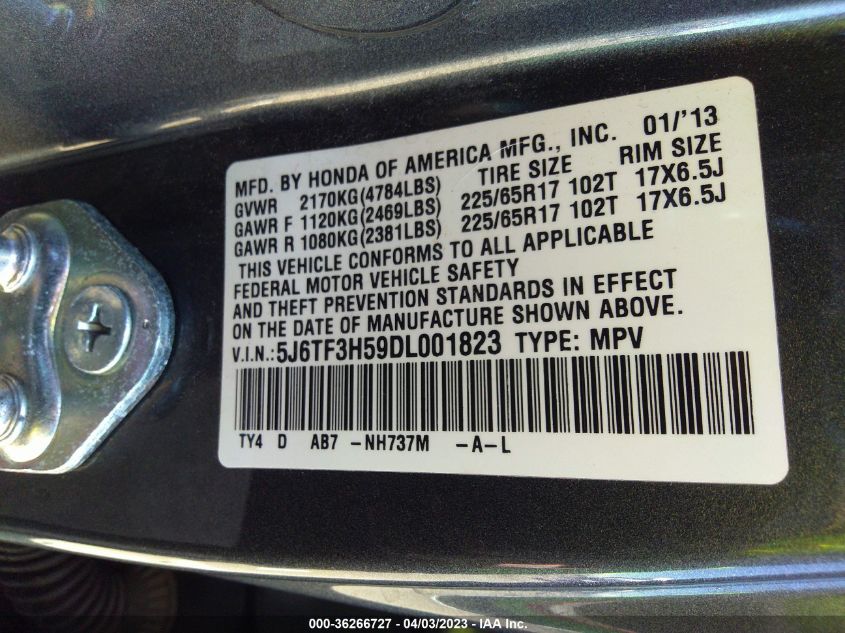 MFD. BY HONDA OF AMERICA MFG., INC. 01/'13
TIRE SIZE RIM SIZE
GVWR 2170KG(4784LBS)
GAWR F 1120KG(2469LBS) 225/65R17 102T 17X6.5J
GAWR R 1080KG(2381LBS) 225/65R17 102T 17X6.5J
THIS VEHICLE CONFORMS TO ALL APPLICABLE
FEDERAL MOTOR VEHICLE SAFETY
AND THEFT PREVENTION STANDARDS IN EFFECT
ON THE DATE OF MANUFACTURE SHOWN ABOVE.
V.I.N.:5J6TF3H59DL001823 TYPE: MPV
TY4 D AB7 -NH737M -A-L
000-36266727 - 04/03/2023 - IAA Inc.